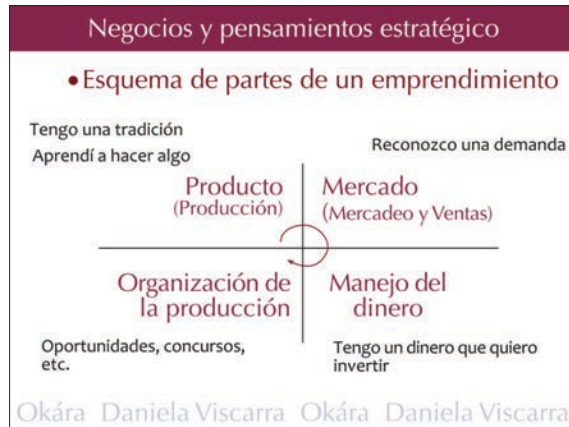 Negocios y pensamientos estratégico
•Esquema de partes de un emprendimiento
Tengo una tradición
Aprendí a hacer algo
Reconozco una demanda
Producto
(Producción)
Mercado
(Mercadeo y Ventas)
Organización de
la producción
Manejo del
dinero
Oportunidades, concursos,
etc.
Tengo un dinero que quiero
invertir
Okára Daniela Viscarra Okára Daniela Viscarra